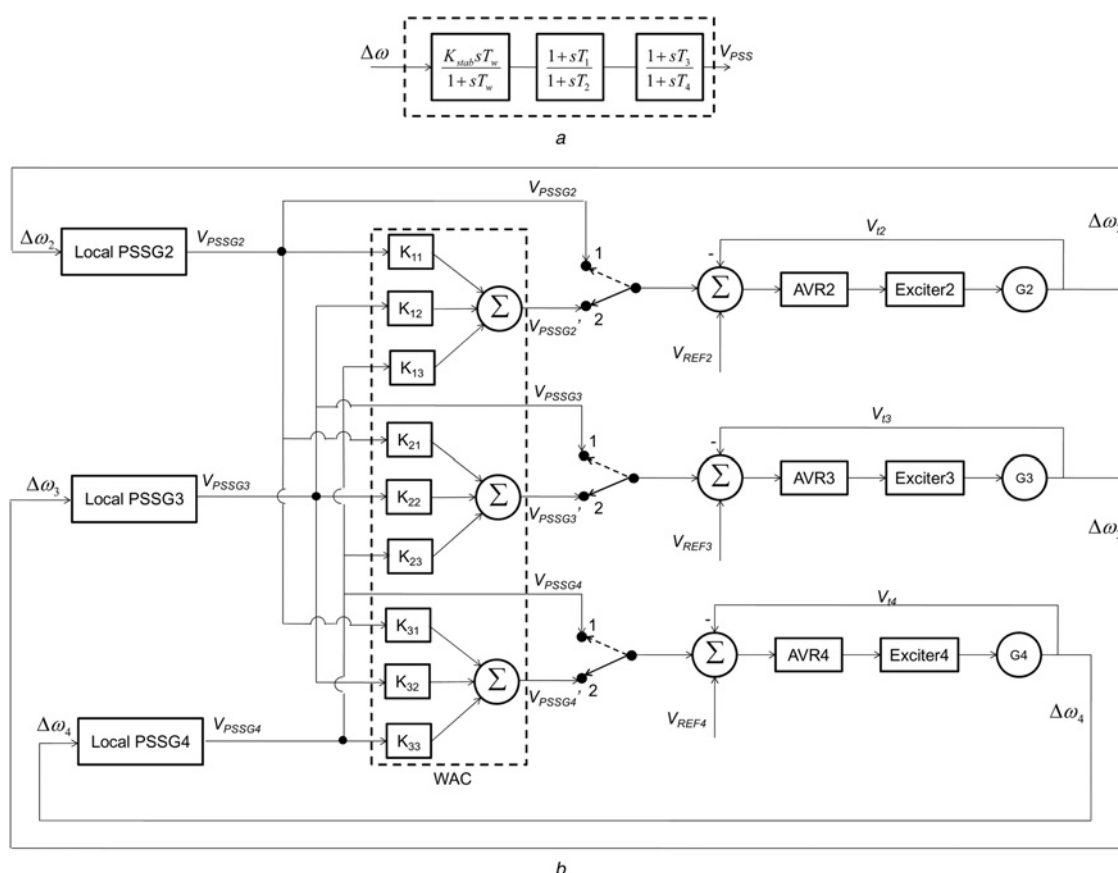 Δω
K_stab sT_w / 1+sT_w
1+sT_1 / 1+sT_2
1+sT_3 / 1+sT_4
V_PSS
a
Δω_2
Local PSSG2
V_PSSG2
V_PSSG2
K_11
K_12
K_13
Σ
V_PSSG2'
1
2
-
Σ
V_REF2
V_t2
AVR2
Exciter2
G2
Δω
Δω_3
Local PSSG3
V_PSSG3
V_PSSG3
K_21
K_22
K_23
Σ
V_PSSG3'
1
2
-
Σ
V_REF3
V_t3
AVR3
Exciter3
G3
Δω
Δω_4
Local PSSG4
V_PSSG4
V_PSSG4
K_31
K_32
K_33
Σ
V_PSSG4'
1
2
-
Σ
V_REF4
V_t4
AVR4
Exciter4
G4
Δω_4
WAC
b